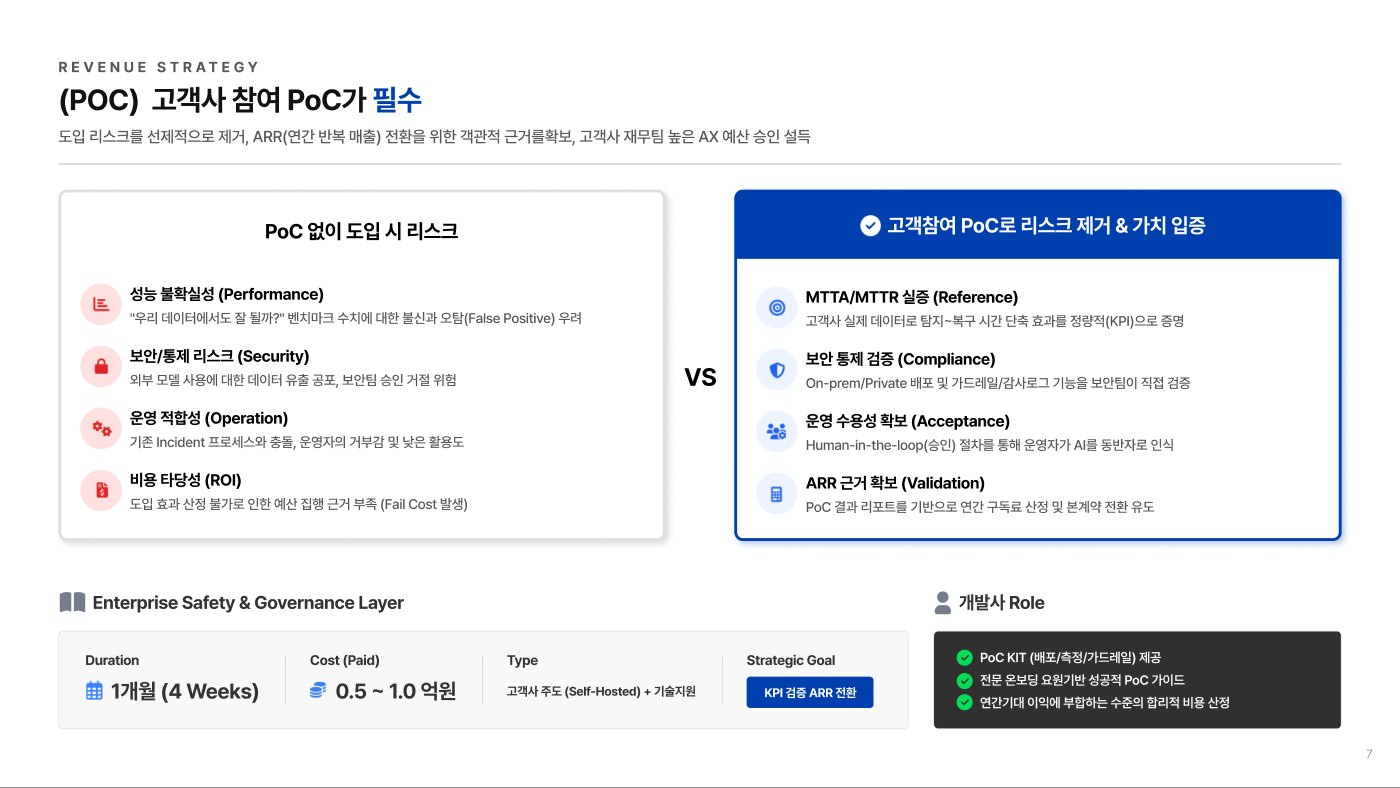 REVENUE STRATEGY
(POC) 고객사 참여 PoC가 필수
도입 리스크를 선제적으로 제거, ARR(연간 반복 매출) 전환을 위한 객관적 근거를확보, 고객사 재무팀 높은 AX 예산 승인 설득
PoC 없이 도입 시 리스크
성능 불확실성 (Performance)
"우리 데이터에서도 잘 될까?" 벤치마크 수치에 대한 불신과 오탐(False Positive) 우려
보안/통제 리스크 (Security)
외부 모델 사용에 대한 데이터 유출 공포, 보안팀 승인 거절 위험
운영 적합성 (Operation)
기존 Incident 프로세스와 충돌, 운영자의 거부감 및 낮은 활용도
비용 타당성 (ROI)
도입 효과 산정 불가로 인한 예산 집행 근거 부족 (Fail Cost 발생)
VS
고객참여 PoC로 리스크 제거 & 가치 입증
MTTA/MTTR 실증 (Reference)
고객사 실제 데이터로 탐지~복구 시간 단축 효과를 정량적(KPI)으로 증명
보안 통제 검증 (Compliance)
On-prem/Private 배포 및 가드레일/감사로그 기능을 보안팀이 직접 검증
운영 수용성 확보 (Acceptance)
Human-in-the-loop(승인) 절차를 통해 운영자가 AI를 동반자로 인식
ARR 근거 확보 (Validation)
PoC 결과 리포트를 기반으로 연간 구독료 산정 및 본계약 전환 유도
Enterprise Safety & Governance Layer
Duration
1개월 (4 Weeks)
Cost (Paid)
0.5 ~ 1.0 억원
Type
고객사 주도 (Self-Hosted) + 기술지원
Strategic Goal
KPI 검증 ARR 전환
개발사 Role
PoC KIT (배포/측정/가드레일) 제공
전문 온보딩 요원기반 성공적 PoC 가이드
연간기대 이익에 부합하는 수준의 합리적 비용 산정
7